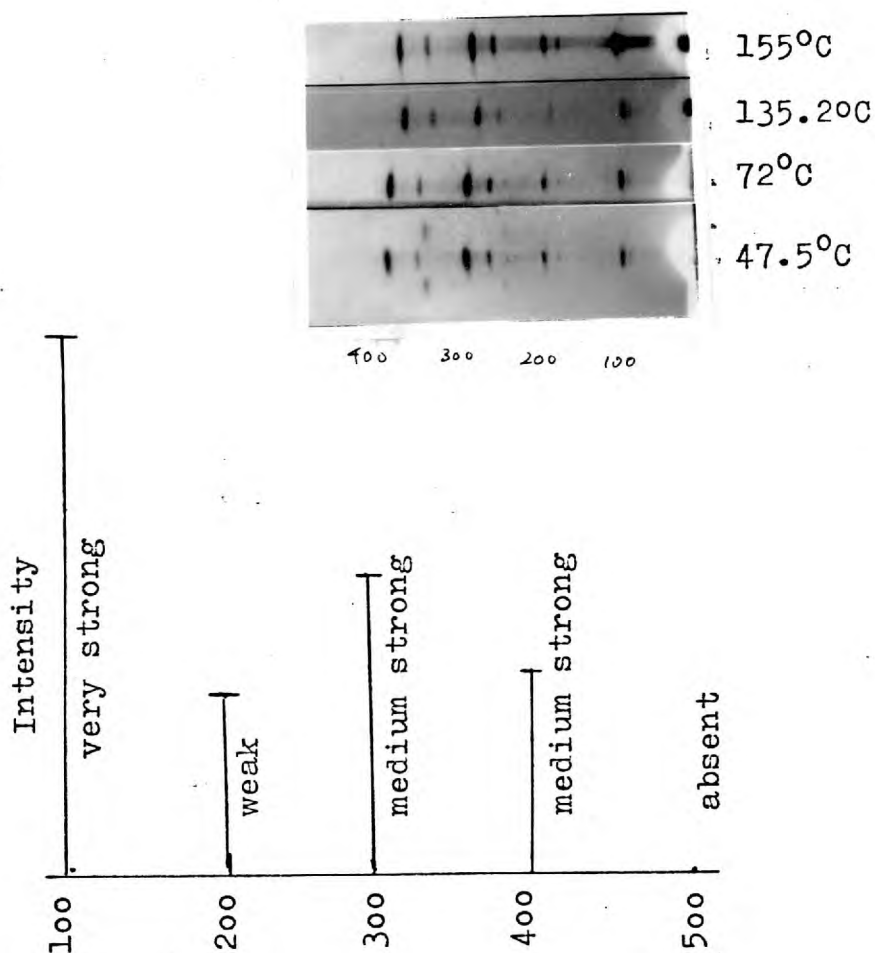 155°C
135.2°C
72°C
47.5°C
400 300 200 100
Intensity
very strong
weak
medium strong
medium strong
absent
100 200 300 400 500